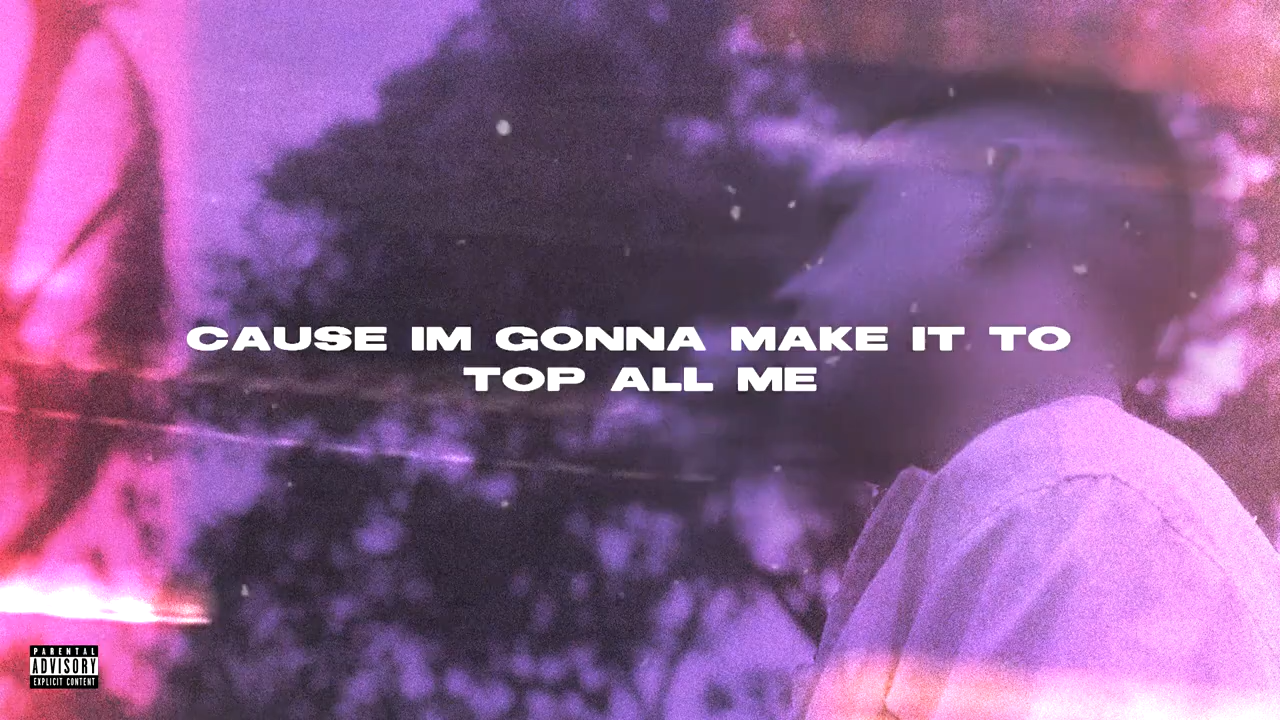 CAUSE IM GONNA MAKE IT TO
TOP ALL ME
PARENTAL
ADVISORY
EXPLICIT CONTENT